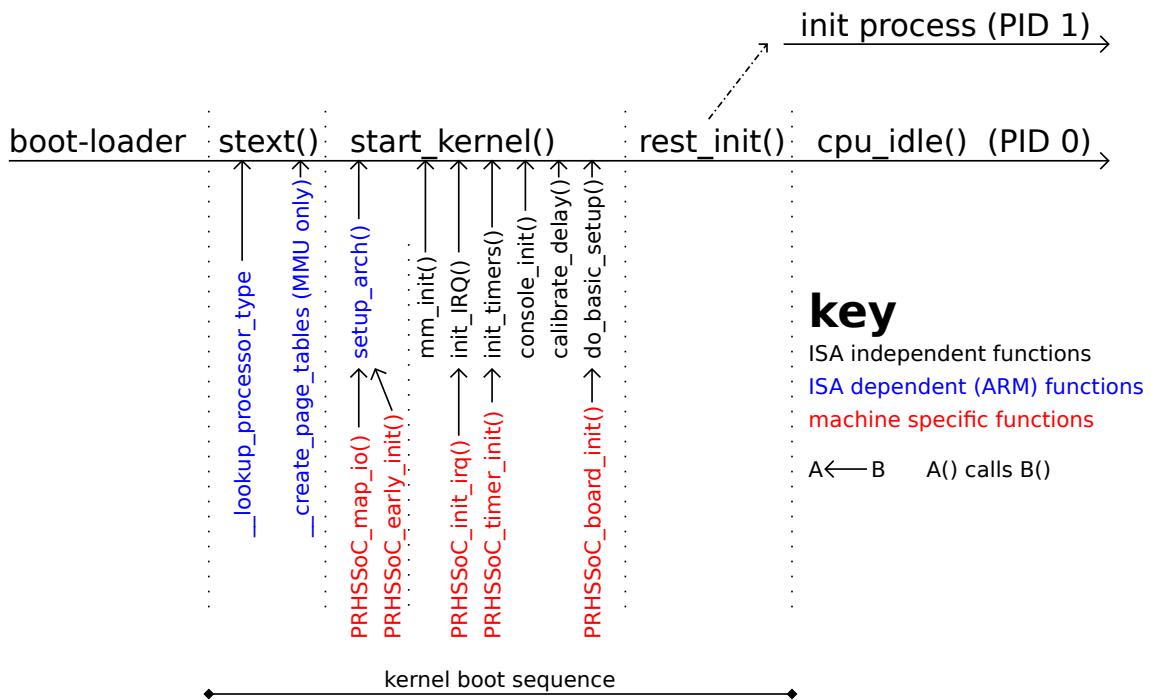 init process (PID 1)
boot-loader
stext()
start_kernel()
rest_init()
cpu_idle()  (PID 0)
__lookup_processor_type
__create_page_tables (MMU only)
setup_arch()
mm_init()
init_IRQ()
init_timers()
console_init()
calibrate_delay()
do_basic_setup()
PRHSSoC_map_io()
PRHSSoC_early_init()
PRHSSoC_init_irq()
PRHSSoC_timer_init()
PRHSSoC_board_init()
key
ISA independent functions
ISA dependent (ARM) functions
machine specific functions
A B A() calls B()
kernel boot sequence